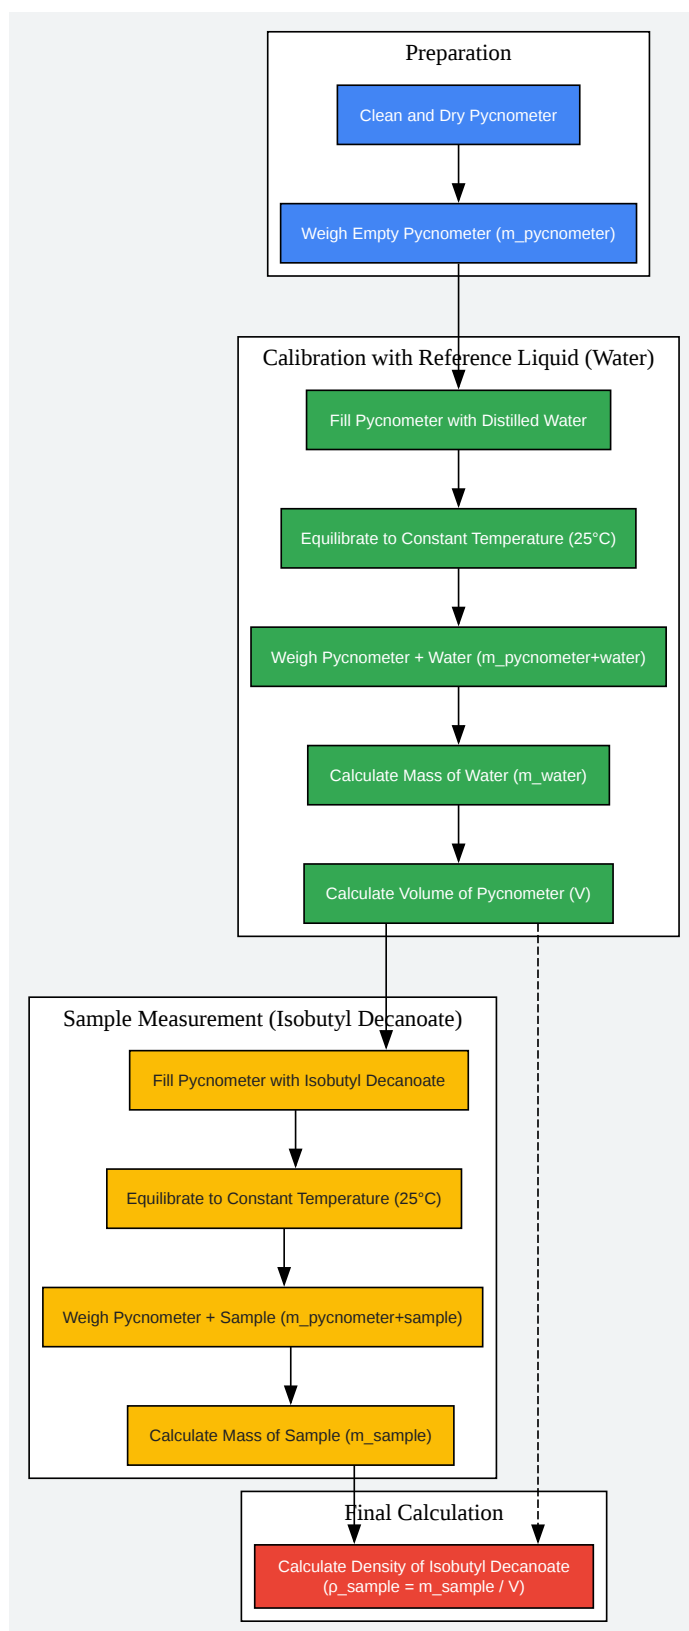 Preparation
Clean and Dry Pycnometer
Weigh Empty Pycnometer (m_pycnometer)
Calibration with Reference Liquid (Water)
Fill Pycnometer with Distilled Water
Equilibrate to Constant Temperature (25°C)
Weigh Pycnometer + Water (m_pycnometer+water)
Calculate Mass of Water (m_water)
Calculate Volume of Pycnometer (V)
Sample Measurement (Isobutyl Decanoate)
Fill Pycnometer with Isobutyl Decanoate
Equilibrate to Constant Temperature (25°C)
Weigh Pycnometer + Sample (m_pycnometer+sample)
Calculate Mass of Sample (m_sample)
Final Calculation
Calculate Density of Isobutyl Decanoate
(ρ_sample = m_sample / V)